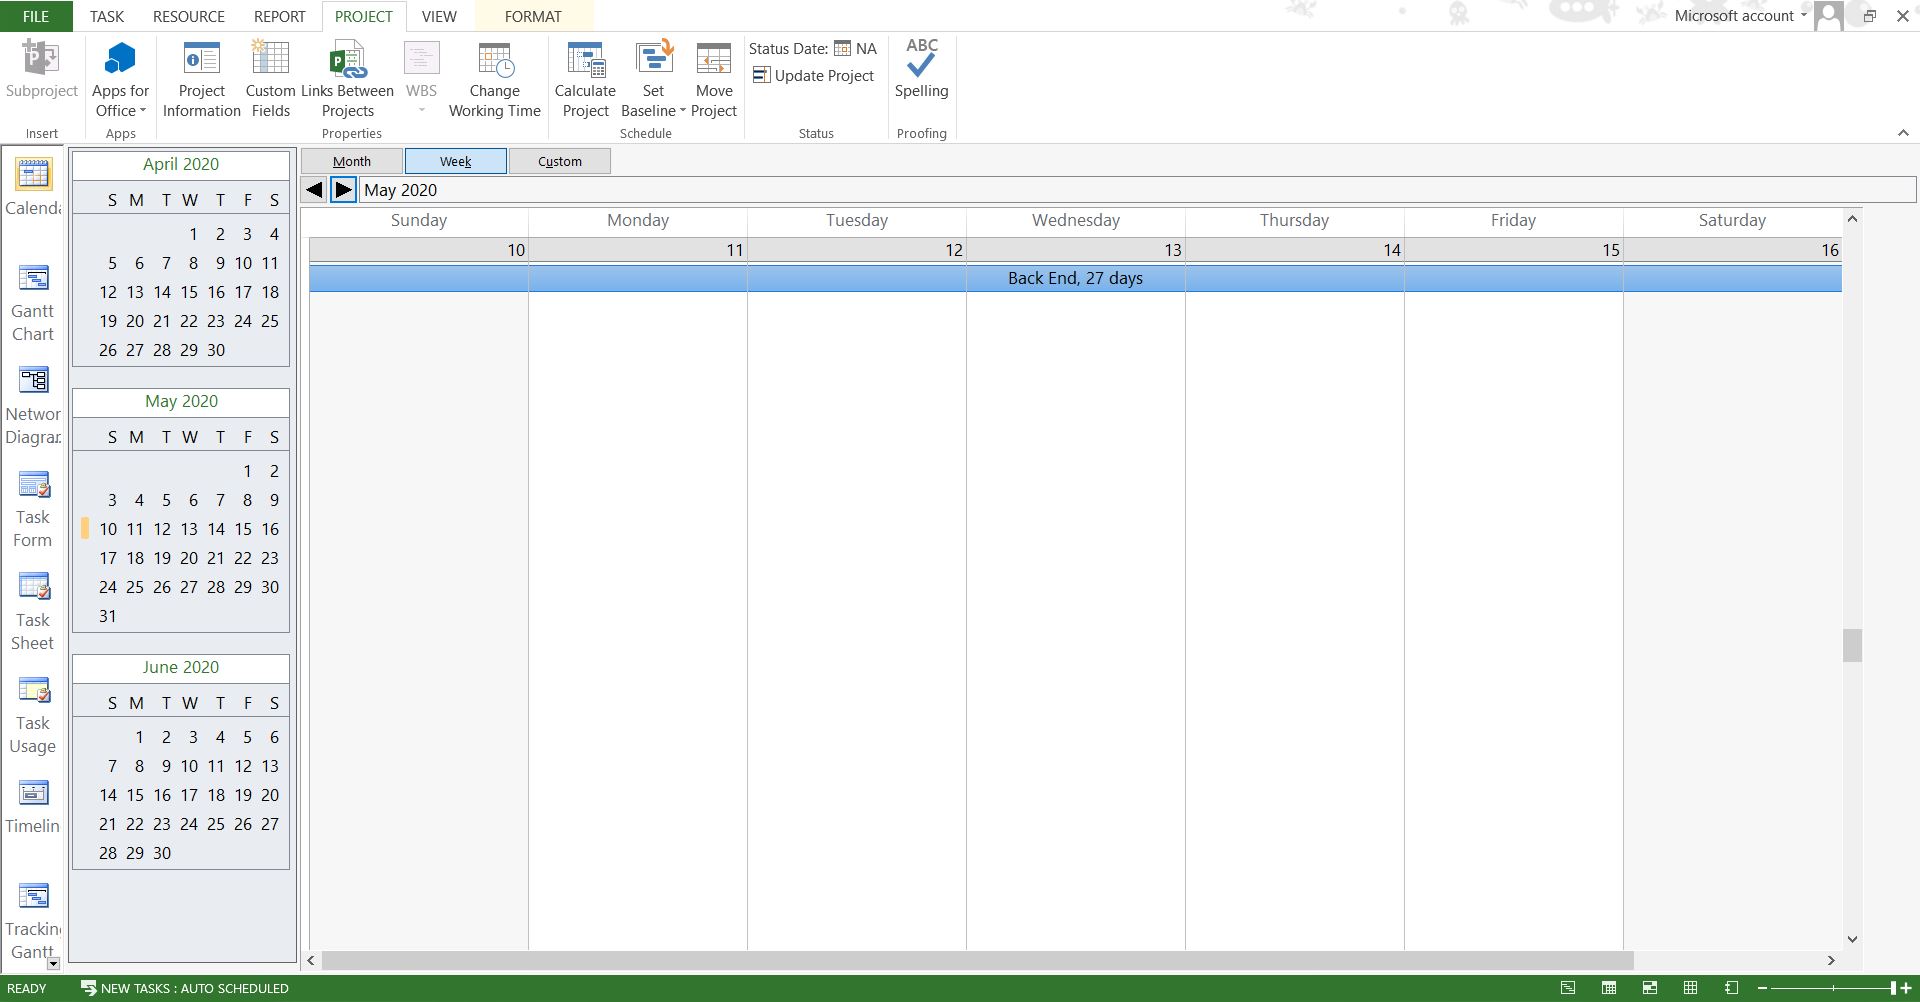 FILE TASK RESOURCE REPORT PROJECT VIEW FORMAT Microsoft account
Subproject
Insert
Apps for
Office
Apps
Project
Information
Custom
Fields
Links Between
Projects
WBS
Change
Working Time
Properties
Calculate
Project
Set
Baseline
Move
Project
Schedule
Status Date: NA
Update Project
Status
ABC
Spelling
Proofing
Calenda
Gantt
Chart
Networ
Diagra
Task
Form
Task
Sheet
Task
Usage
Timelin
Tracking
Gantt
April 2020
S M T W T F S
1 2 3 4
5 6 7 8 9 10 11
12 13 14 15 16 17 18
19 20 21 22 23 24 25
26 27 28 29 30
May 2020
S M T W T F S
1 2
3 4 5 6 7 8 9
10 11 12 13 14 15 16
17 18 19 20 21 22 23
24 25 26 27 28 29 30
31
June 2020
S M T W T F S
1 2 3 4 5 6
7 8 9 10 11 12 13
14 15 16 17 18 19 20
21 22 23 24 25 26 27
28 29 30
Month Week Custom
May 2020
Sunday Monday Tuesday Wednesday Thursday Friday Saturday
10 11 12 13 14 15 16
Back End, 27 days
READY NEW TASKS : AUTO SCHEDULED